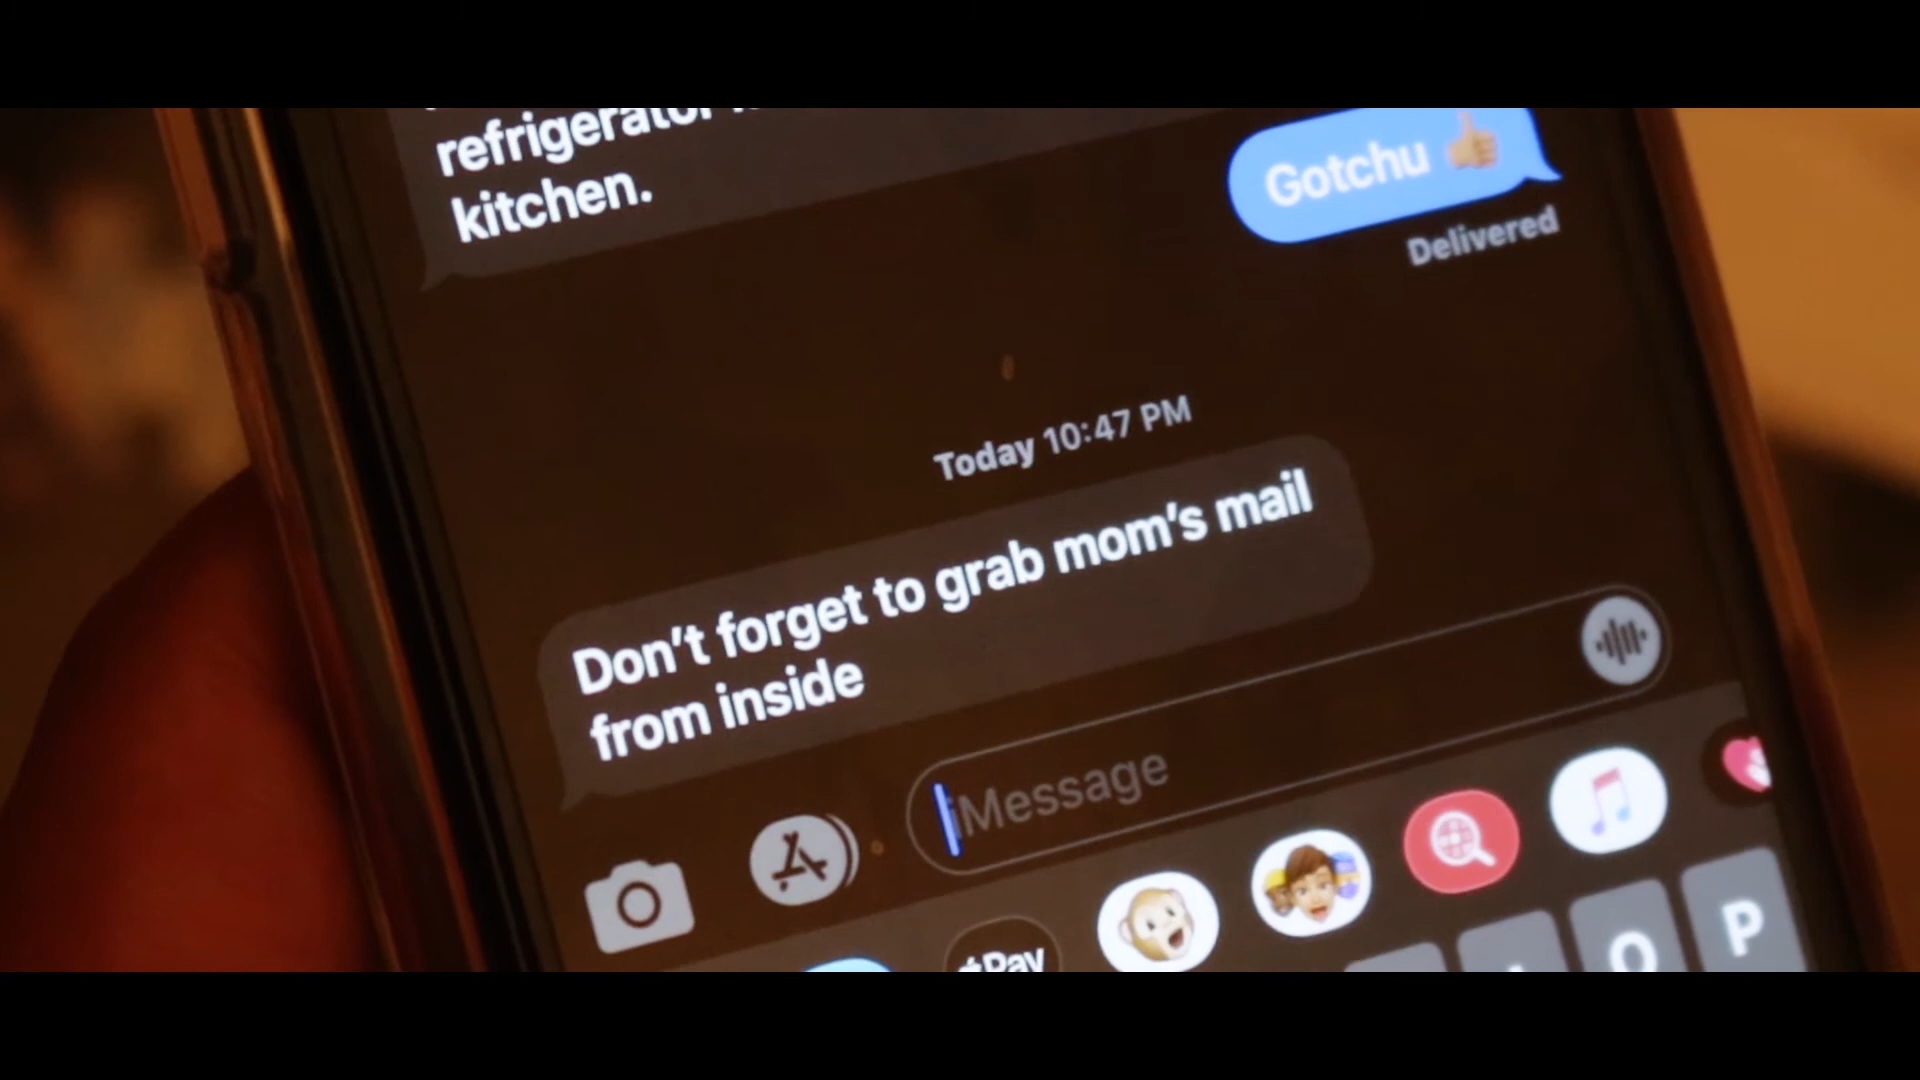 refrigerator
kitchen.
Gotchu 👍🏼
Delivered
Today 10:47 PM
Don't forget to grab mom's mail
from inside
iMessage
Pay
O
P